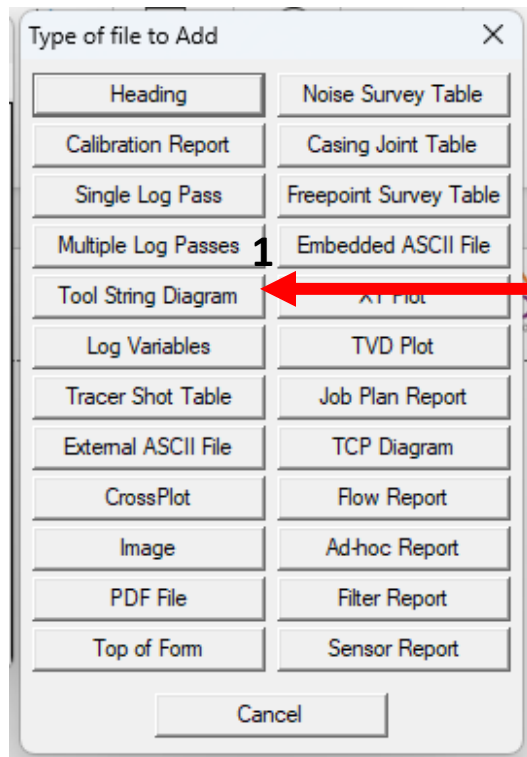 Type of file to Add
Heading Noise Survey Table
Calibration Report Casing Joint Table
Single Log Pass Freepoint Survey Table
Multiple Log Passes 1 Embedded ASCII File
Tool String Diagram Plot
Log Variables TVD Plot
Tracer Shot Table Job Plan Report
External ASCII File TCP Diagram
CrossPlot Flow Report
Image Ad-hoc Report
PDF File Filter Report
Top of Form Sensor Report
Cancel